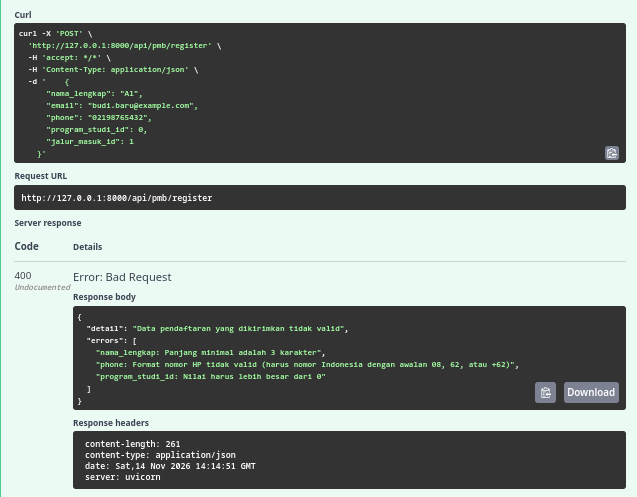 Curl
curl -X 'POST' \
'http://127.0.0.1:8000/api/pmb/register' \
-H 'accept: */*' \
-H 'Content-Type: application/json' \
-d '    {
"nama_lengkap": "Al",
"email": "budi.baru@example.com",
"phone": "02198765432",
"program_studi_id": 0,
"jalur_masuk_id": 1
}'
Request URL
http://127.0.0.1:8000/api/pmb/register
Server response
Code Details
400 Error: Bad Request
Undocumented
Response body
{
"detail": "Data pendaftaran yang dikirimkan tidak valid",
"errors": [
"nama_lengkap: Panjang minimal adalah 3 karakter",
"phone: Format nomor HP tidak valid (harus nomor Indonesia dengan awalan 08, 62, atau +62)",
"program_studi_id: Nilai harus lebih besar dari 0"
]
}
Download
Response headers
content-length: 261
content-type: application/json
date: Sat,14 Nov 2026 14:14:51 GMT
server: uvicorn